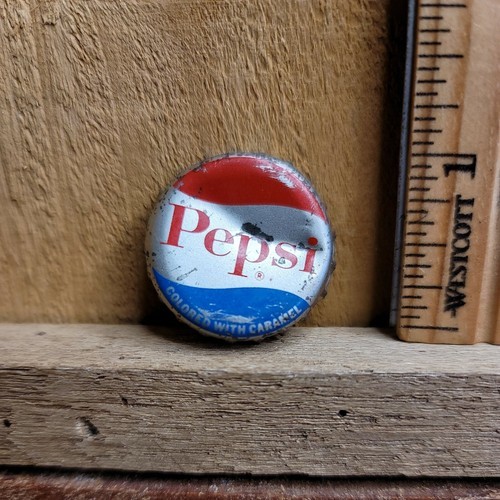 Pepsi
®
COLORED WITH CARAMEL
1
WESTCOTT